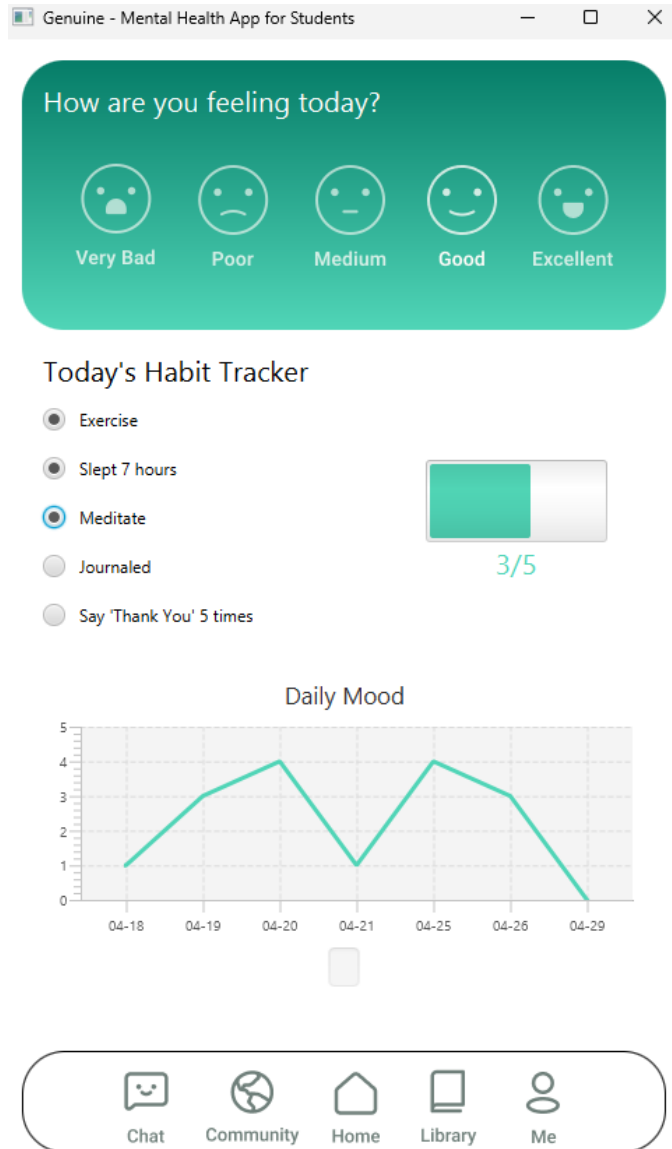 Genuine - Mental Health App for Students
How are you feeling today?
Very Bad Poor Medium Good Excellent
Today's Habit Tracker
Exercise
Slept 7 hours
Meditate
3/5
Journaled
Say 'Thank You' 5 times
Daily Mood
5
4
3
2
1
0
04-18 04-19 04-20 04-21 04-25 04-26 04-29
Chat Community Home Library Me